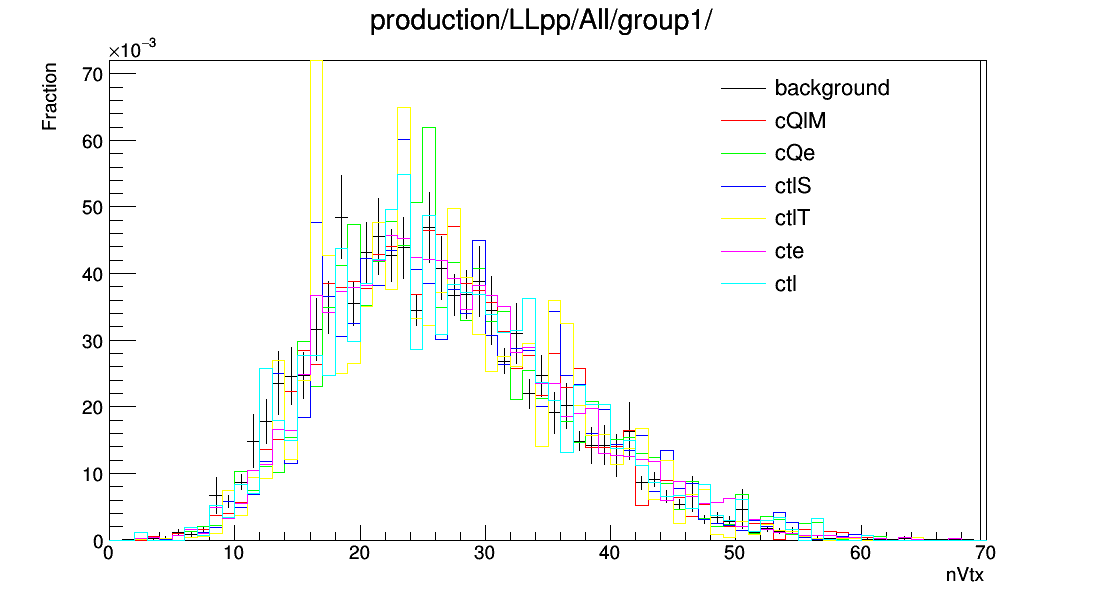 production/LLpp/All/group1/
×10⁻³
Fraction
70
60
50
40
30
20
10
0
background
cQlM
cQe
ctlS
ctlT
cte
ctl
0 10 20 30 40 50 60 70
nVtx